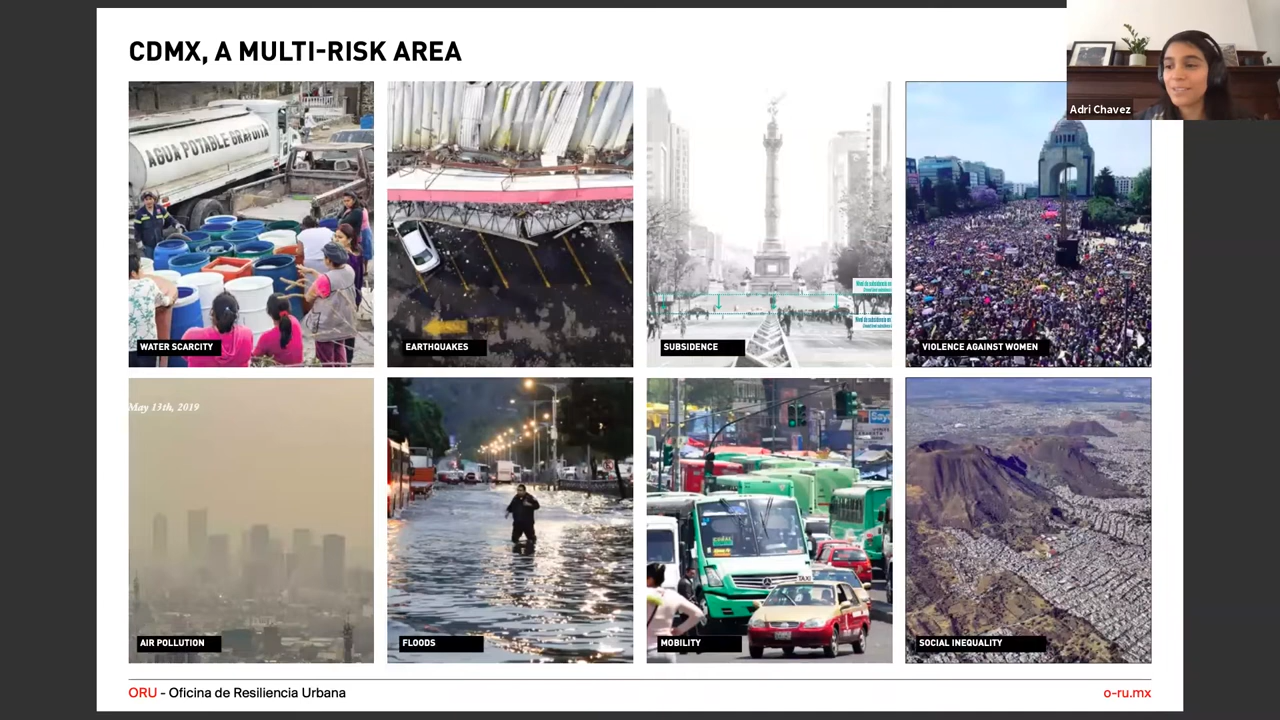 CDMX, A MULTI-RISK AREA
Adri Chavez
AGUA POTABLE GRATUITA
WATER SCARCITY
EARTHQUAKES
SUBSIDENCE
VIOLENCE AGAINST WOMEN
May 13th, 2019
TAXI
AIR POLLUTION
FLOODS
MOBILITY
SOCIAL INEQUALITY
ORU - Oficina de Resiliencia Urbana
o-ru.mx